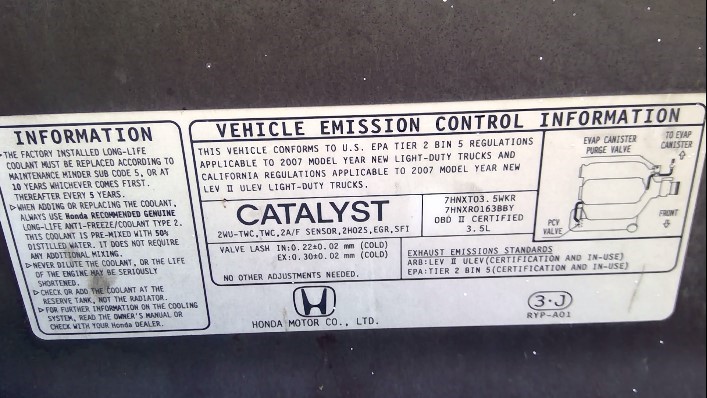 INFORMATION
▷THE FACTORY INSTALLED LONG-LIFE
COOLANT MUST BE REPLACED ACCORDING TO
MAINTENANCE MINDER SUB CODE 5, OR AT
10 YEARS WHICHEVER COMES FIRST.
THEREAFTER EVERY 5 YEARS.
▷WHEN ADDING OR REPLACING THE COOLANT,
ALWAYS USE Honda RECOMMENDED GENUINE
LONG-LIFE ANTI-FREEZE/COOLANT TYPE 2.
THIS COOLANT IS PRE-MIXED WITH 50%
DISTILLED WATER. IT DOES NOT REQUIRE
ANY ADDITIONAL MIXING.
▷NEVER DILUTE THE COOLANT, OR THE LIFE
OF THE ENGINE MAY BE SERIOUSLY
SHORTENED.
▷CHECK OR ADD THE COOLANT AT THE
RESERVE TANK, NOT THE RADIATOR.
▷FOR FURTHER INFORMATION ON THE COOLING
SYSTEM, READ THE OWNER'S MANUAL OR
CHECK WITH YOUR Honda DEALER.
VEHICLE EMISSION CONTROL INFORMATION
THIS VEHICLE CONFORMS TO U.S. EPA TIER 2 BIN 5 REGULATIONS
APPLICABLE TO 2007 MODEL YEAR NEW LIGHT-DUTY TRUCKS AND
CALIFORNIA REGULATIONS APPLICABLE TO 2007 MODEL YEAR NEW
LEV II ULEV LIGHT-DUTY TRUCKS.
CATALYST
2WU-TWC,TWC,2A/F SENSOR,2HO2S,EGR,SFI
7HNXT03.5WKR
7HNXR0163BBY
OBD II CERTIFIED
3.5L
VALVE LASH IN:0.22±0.02 mm (COLD)
EX:0.30±0.02 mm (COLD)
NO OTHER ADJUSTMENTS NEEDED.
EXHAUST EMISSIONS STANDARDS
ARB:LEV II ULEV(CERTIFICATION AND IN-USE)
EPA:TIER 2 BIN 5(CERTIFICATION AND IN-USE)
EVAP CANISTER
PURGE VALVE
TO EVAP
CANISTER
PCV
VALVE
FRONT
HONDA MOTOR CO., LTD.
3·J
RYP-A01